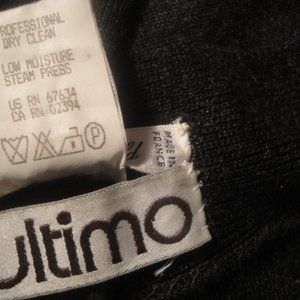 PROFESSIONAL
DRY CLEAN
LOW MOISTURE
STEAM PRESS
US RN 67634
CA RN 02394
P
MADE IN
FRANCE
ultimo